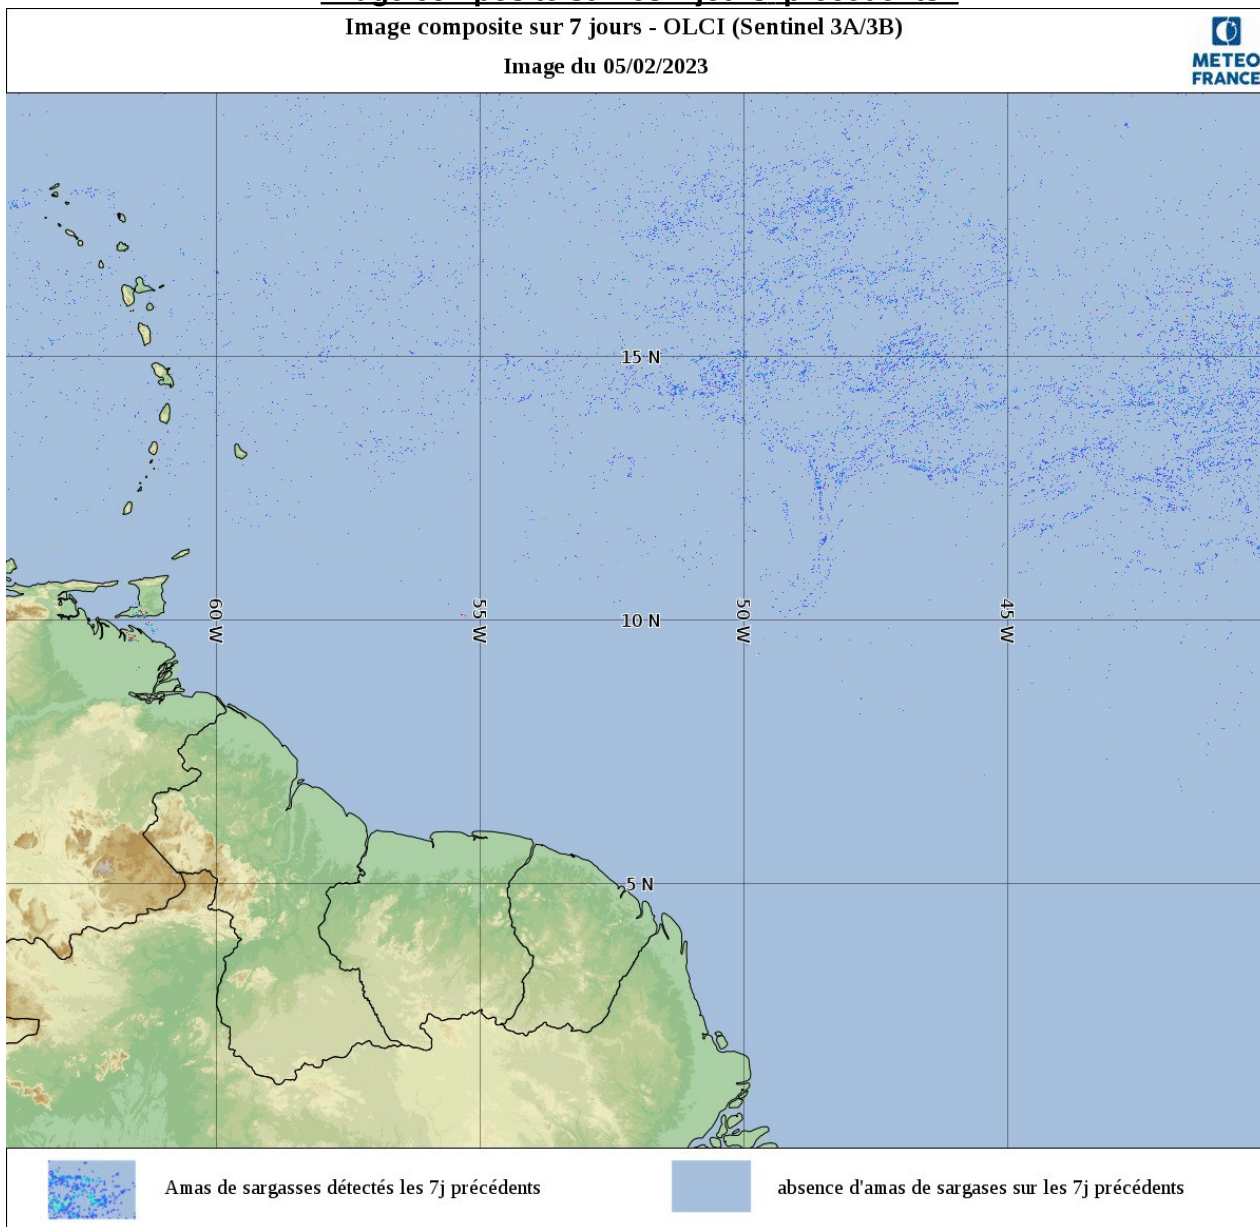 Image composite sur 7 jours - OLCI (Sentinel 3A/3B)
Image du 05/02/2023
METEO
FRANCE
15 N
60 W
55 W
10 N
50 W
45 W
5 N
Amas de sargasses détectés les 7j précédents
absence d'amas de sargases sur les 7j précédents